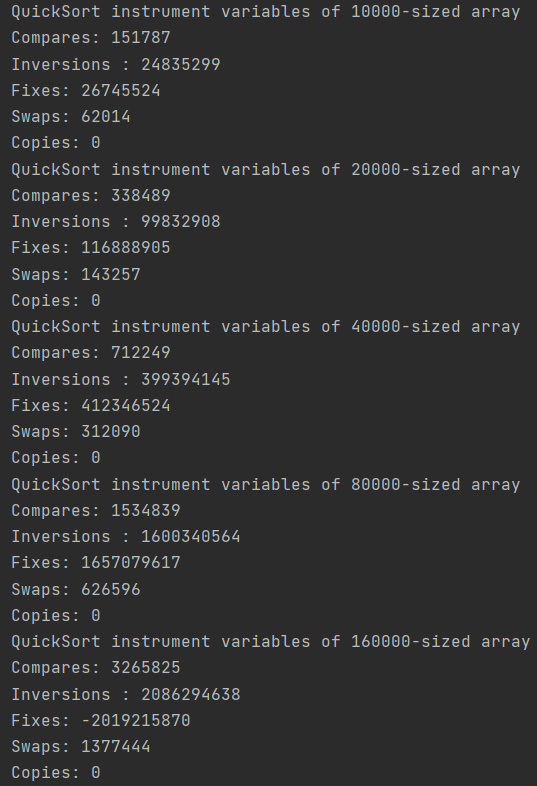 QuickSort instrument variables of 10000-sized array
Compares: 151787
Inversions : 24835299
Fixes: 26745524
Swaps: 62014
Copies: 0
QuickSort instrument variables of 20000-sized array
Compares: 338489
Inversions : 99832908
Fixes: 116888905
Swaps: 143257
Copies: 0
QuickSort instrument variables of 40000-sized array
Compares: 712249
Inversions : 399394145
Fixes: 412346524
Swaps: 312090
Copies: 0
QuickSort instrument variables of 80000-sized array
Compares: 1534839
Inversions : 1600340564
Fixes: 1657079617
Swaps: 626596
Copies: 0
QuickSort instrument variables of 160000-sized array
Compares: 3265825
Inversions : 2086294638
Fixes: -2019215870
Swaps: 1377444
Copies: 0